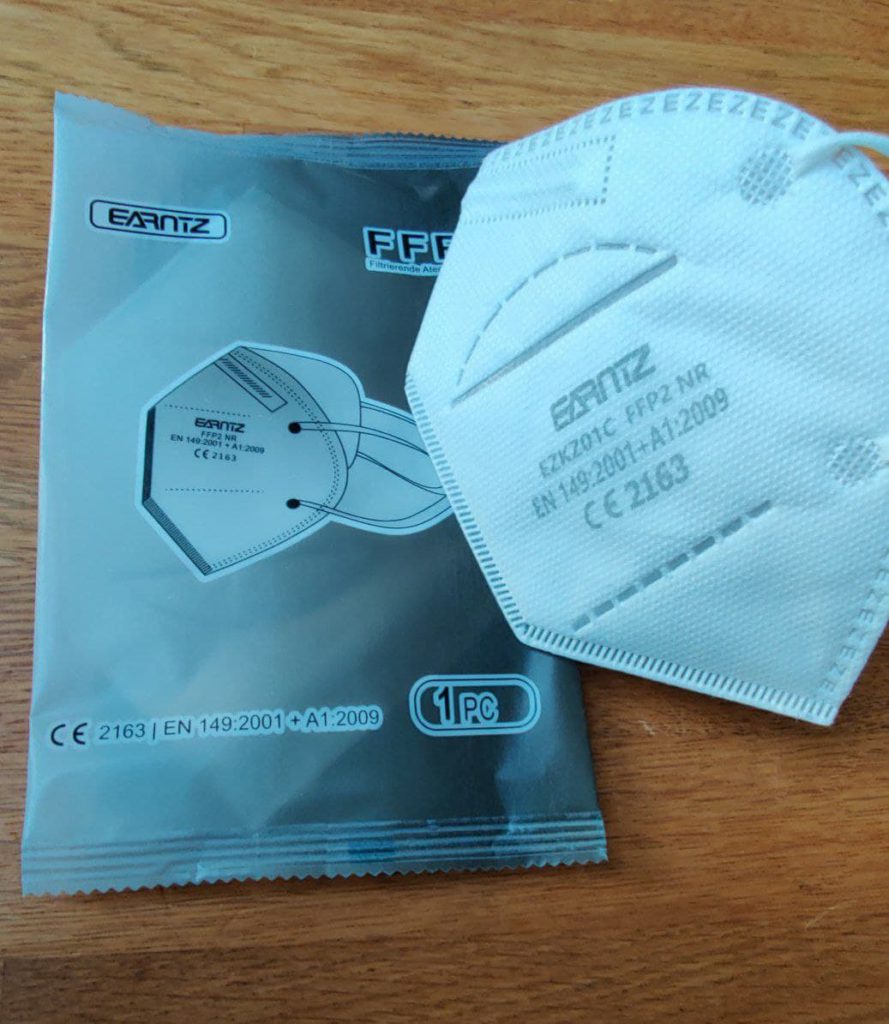 EARNTZ
FFP
Filtrierende
EARNTZ
FFP2 NR
EN 149:2001 + A1:2009
CE 2163
CE 2163 | EN 149:2001 + A1:2009
1PC
EZEZEZEZEZEZEZEZE
EARNTZ
EZKZ01C FFP2 NR
EN 149:2001+A1:2009
CE 2163